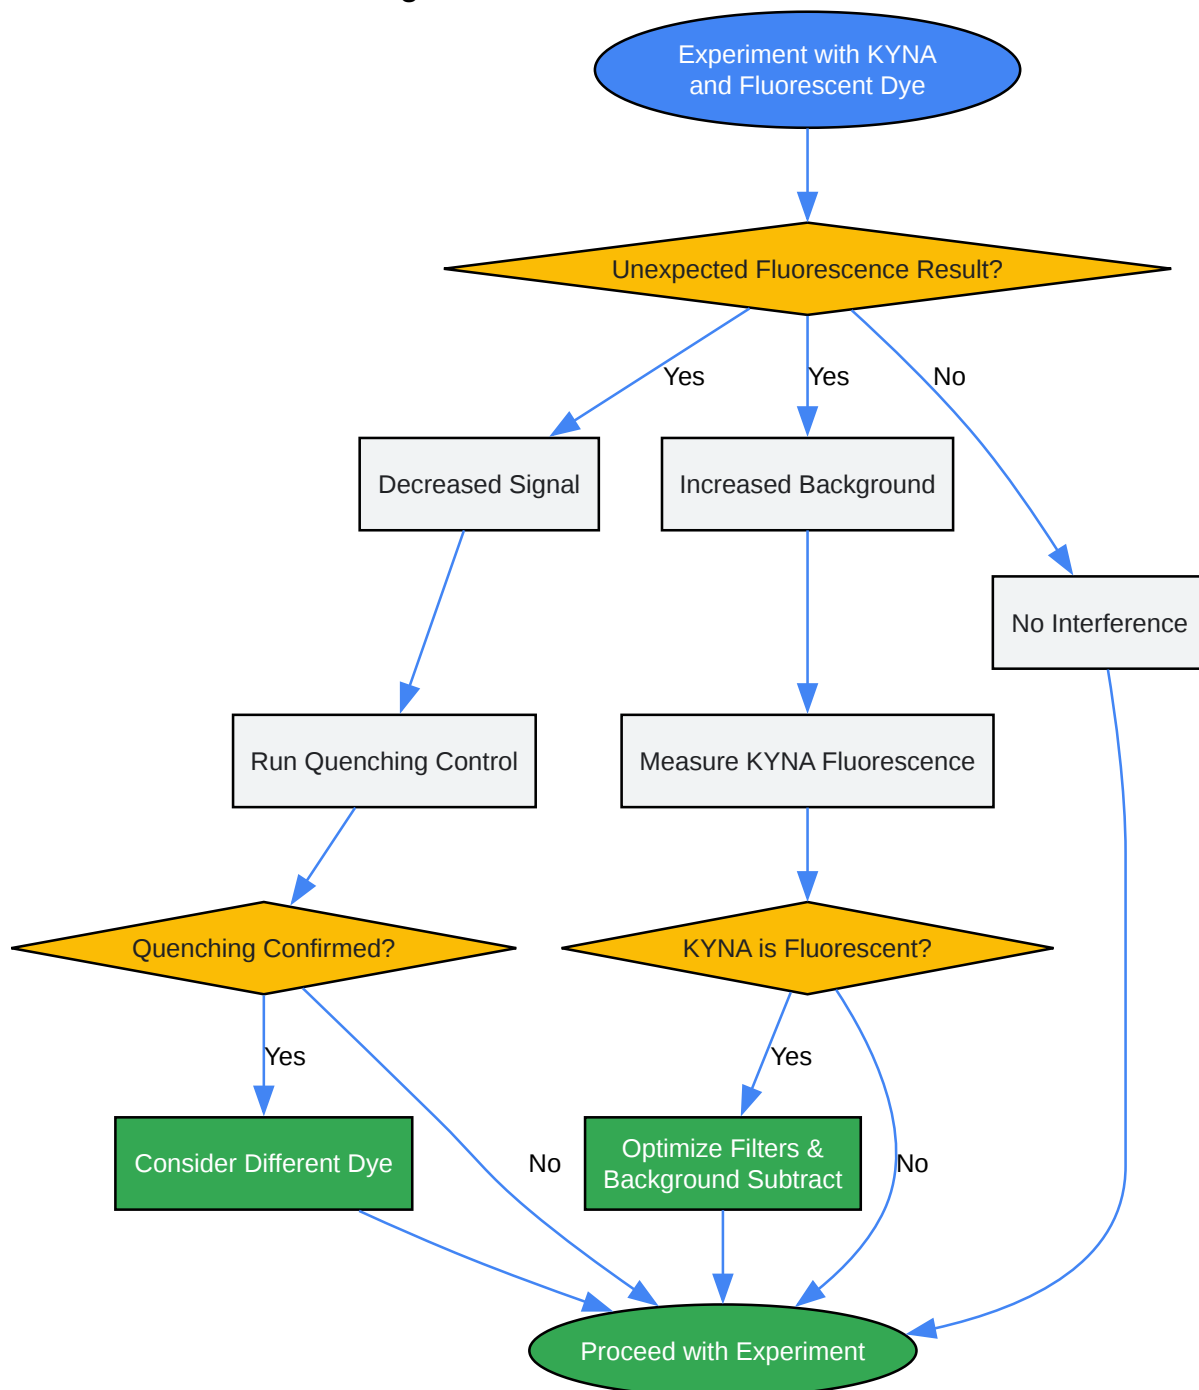 Experiment with KYNA
and Fluorescent Dye
Unexpected Fluorescence Result?
Yes
Yes
No
Decreased Signal
Increased Background
No Interference
Run Quenching Control
Measure KYNA Fluorescence
Quenching Confirmed?
KYNA is Fluorescent?
Yes
Yes
Consider Different Dye
No
Optimize Filters &
Background Subtract
No
Proceed with Experiment